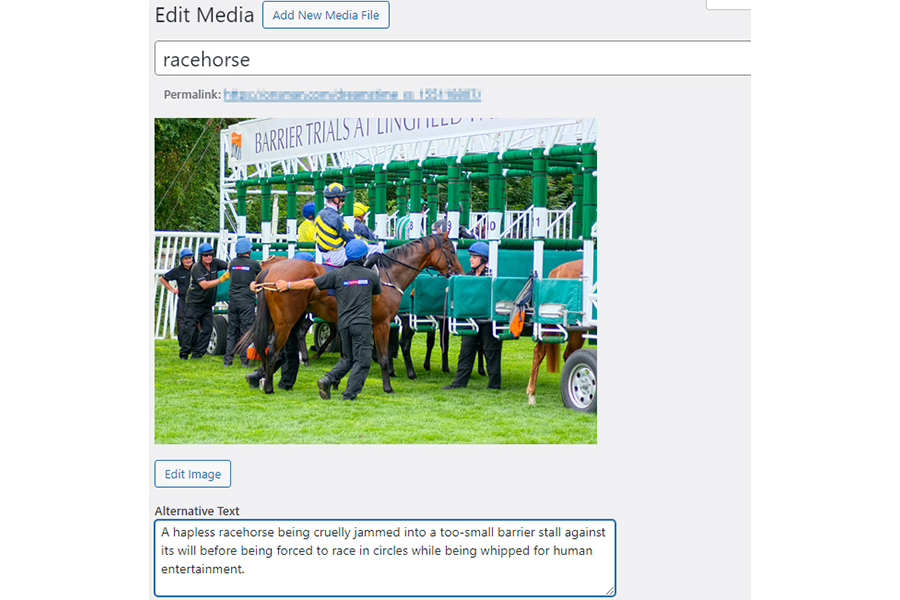 Edit Media
Add New Media File
racehorse
Permalink:
BARRIER TRIALS AT LINGFIELD
9
10
Edit Image
Alternative Text
A hapless racehorse being cruelly jammed into a too-small barrier stall against
its will before being forced to race in circles while being whipped for human
entertainment.